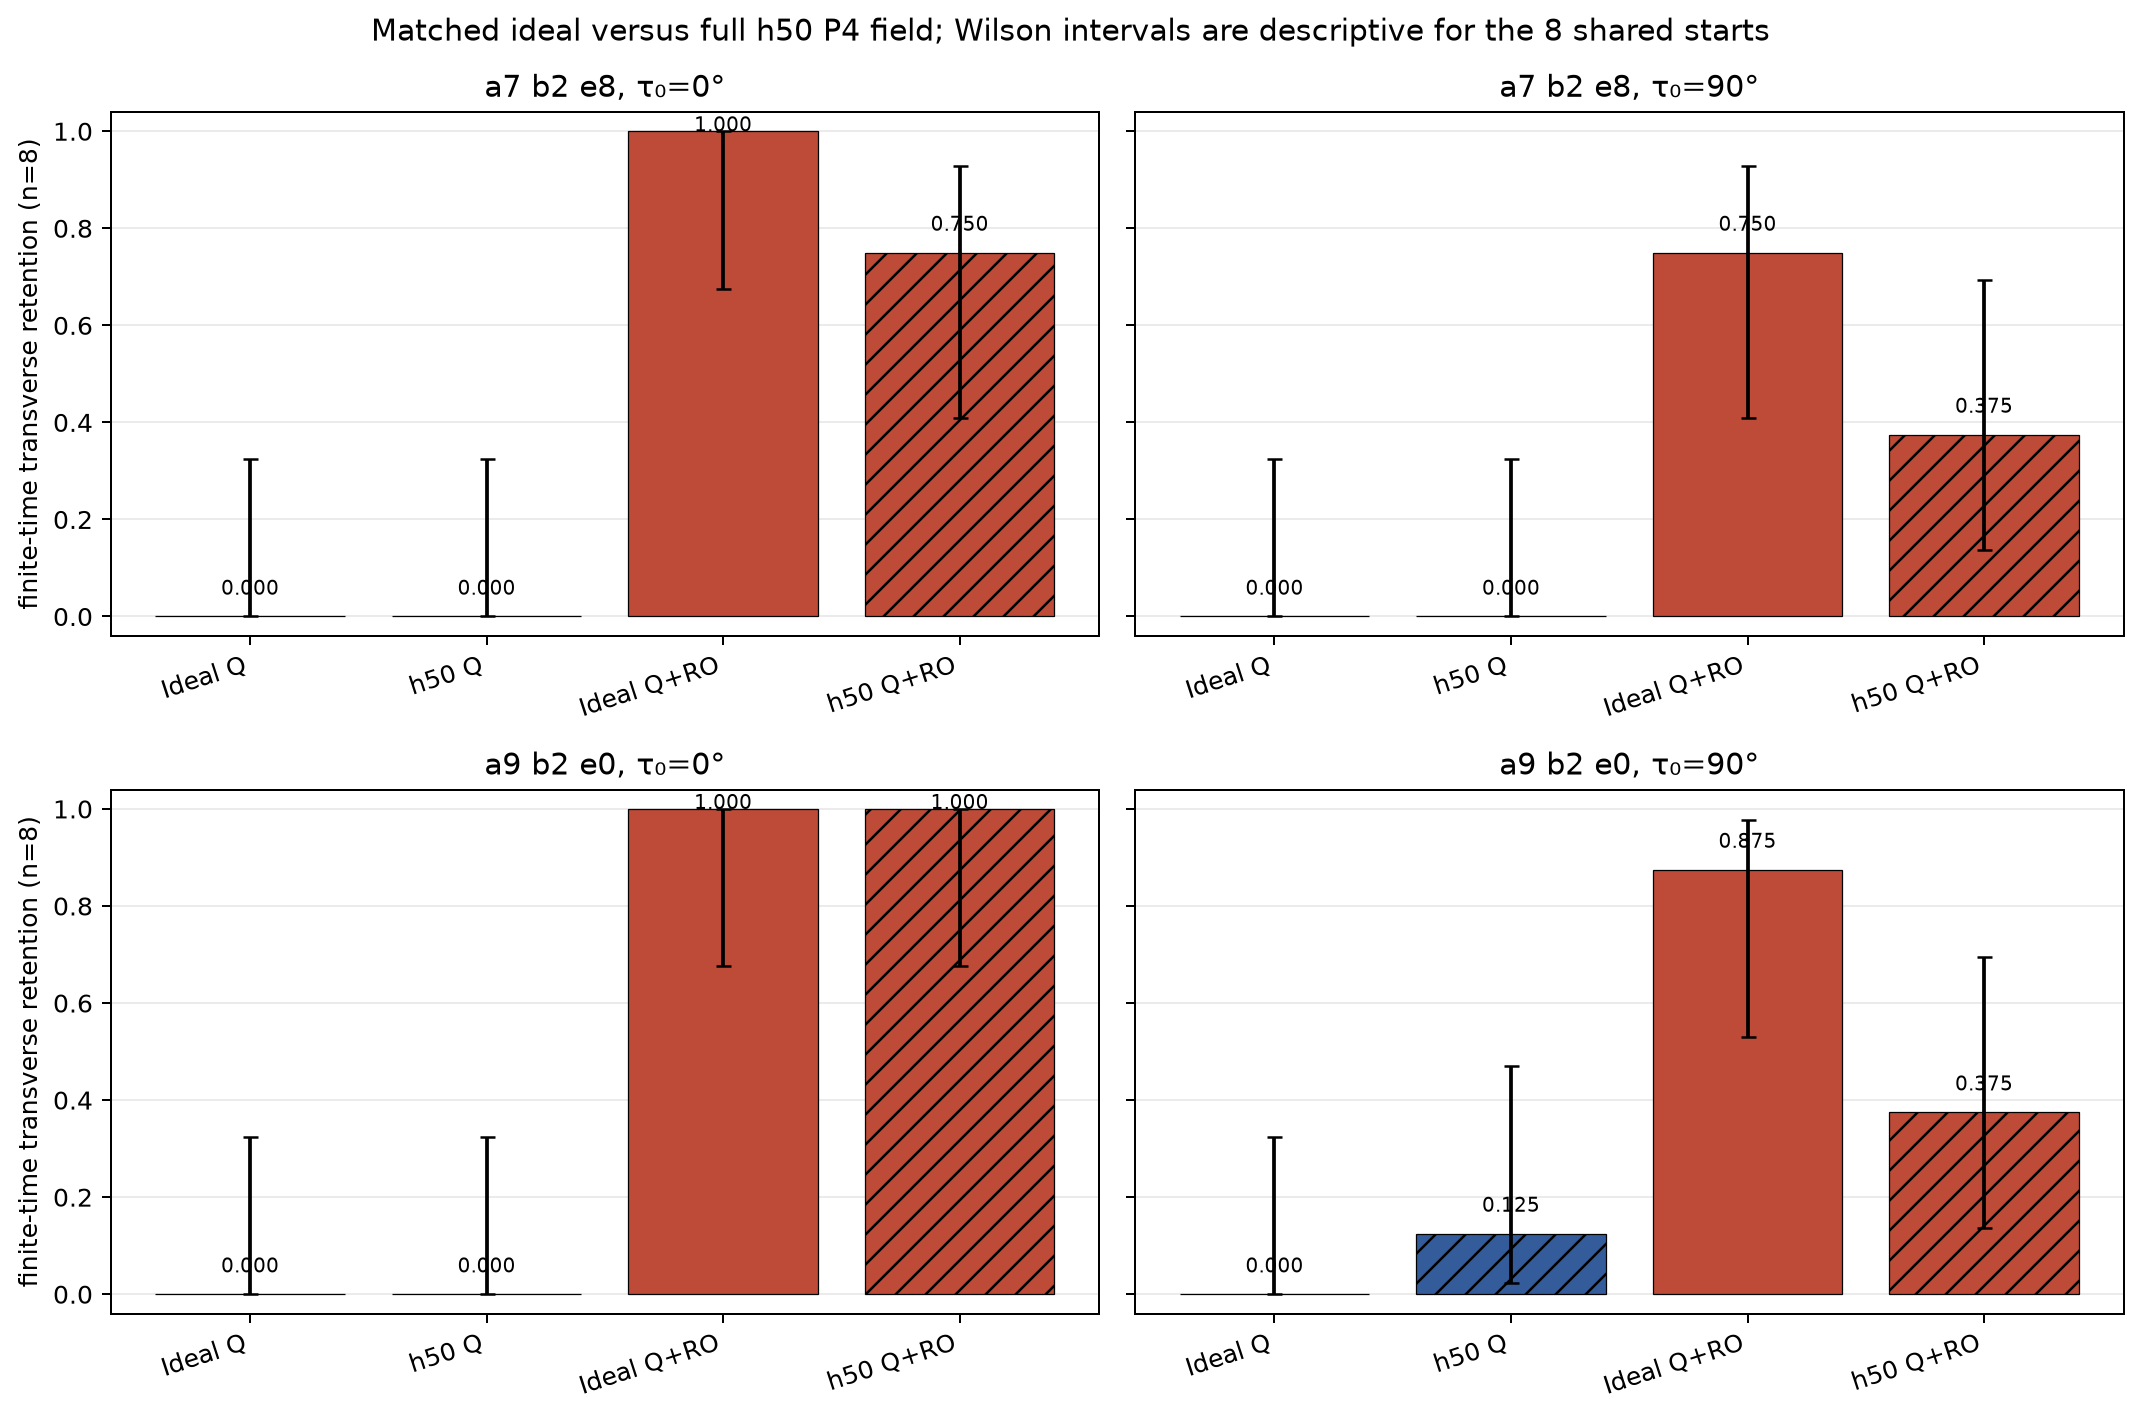 Matched ideal versus full h50 P4 field; Wilson intervals are descriptive for the 8 shared starts
a7 b2 e8, τ₀=0°
finite-time transverse retention (n=8)
1.0
0.8
0.6
0.4
0.2
0.0
0.000
0.000
1.000
0.750
Ideal Q
h50 Q
Ideal Q+RO
h50 Q+RO
a7 b2 e8, τ₀=90°
0.000
0.000
0.750
0.375
Ideal Q
h50 Q
Ideal Q+RO
h50 Q+RO
a9 b2 e0, τ₀=0°
finite-time transverse retention (n=8)
1.0
0.8
0.6
0.4
0.2
0.0
0.000
0.000
1.000
1.000
Ideal Q
h50 Q
Ideal Q+RO
h50 Q+RO
a9 b2 e0, τ₀=90°
0.000
0.125
0.875
0.375
Ideal Q
h50 Q
Ideal Q+RO
h50 Q+RO